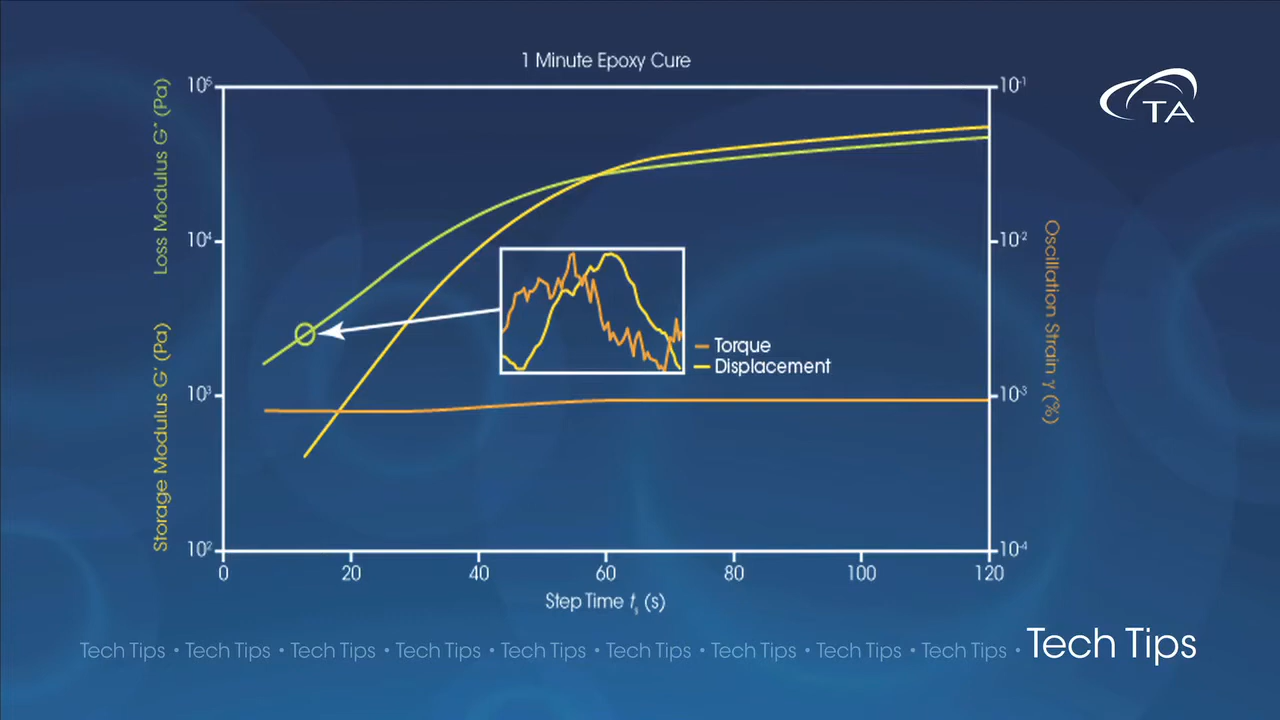 1 Minute Epoxy Cure
TA
Loss Modulus G" (Pa)
Storage Modulus G' (Pa)
10⁵
10⁴
10³
10²
10⁻¹
10⁻²
10⁻³
10⁻⁴
Oscillation Strain γ (%)
Torque
Displacement
0 20 40 60 80 100 120
Step Time tₛ (s)
Tech Tips • Tech Tips • Tech Tips • Tech Tips • Tech Tips • Tech Tips • Tech Tips • Tech Tips • Tech Tips • Tech Tips